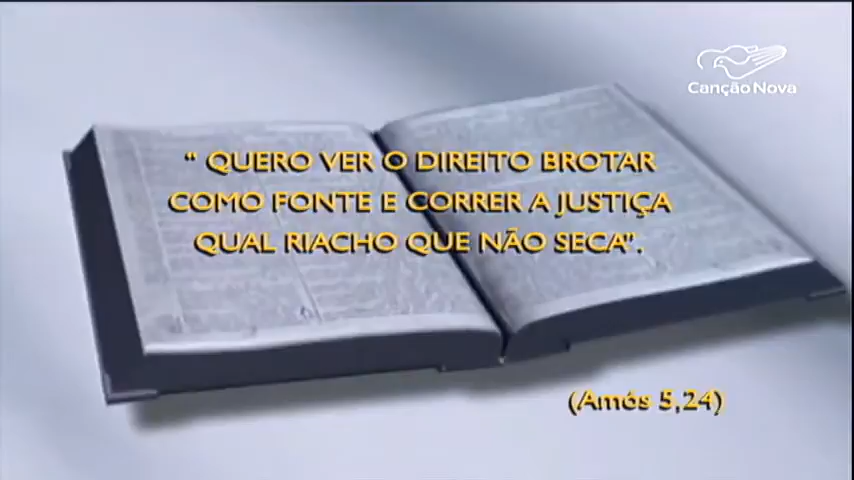 Canção Nova
" QUERO VER O DIREITO BROTAR
COMO FONTE E CORRER A JUSTIÇA
QUAL RIACHO QUE NÃO SECA".
(Amós 5,24)